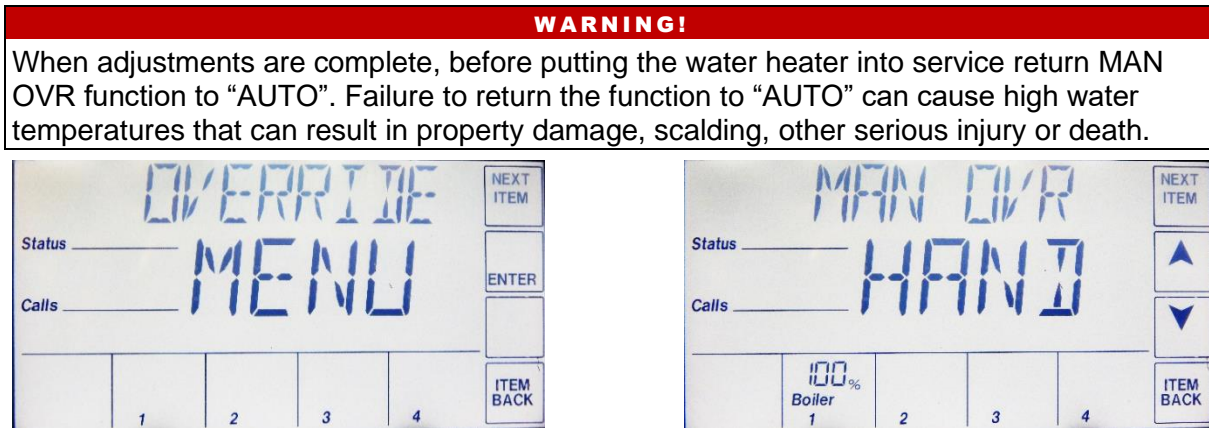 WARNING!
When adjustments are complete, before putting the water heater into service return MAN
OVR function to “AUTO”. Failure to return the function to “AUTO” can cause high water
temperatures that can result in property damage, scalding, other serious injury or death.
OVERRIDE
NEXT
ITEM
Status
MENU
ENTER
Calls
ITEM
BACK
1 2 3 4
MAN OVR
NEXT
ITEM
Status
HAND
Calls
100%
Boiler
ITEM
BACK
1 2 3 4